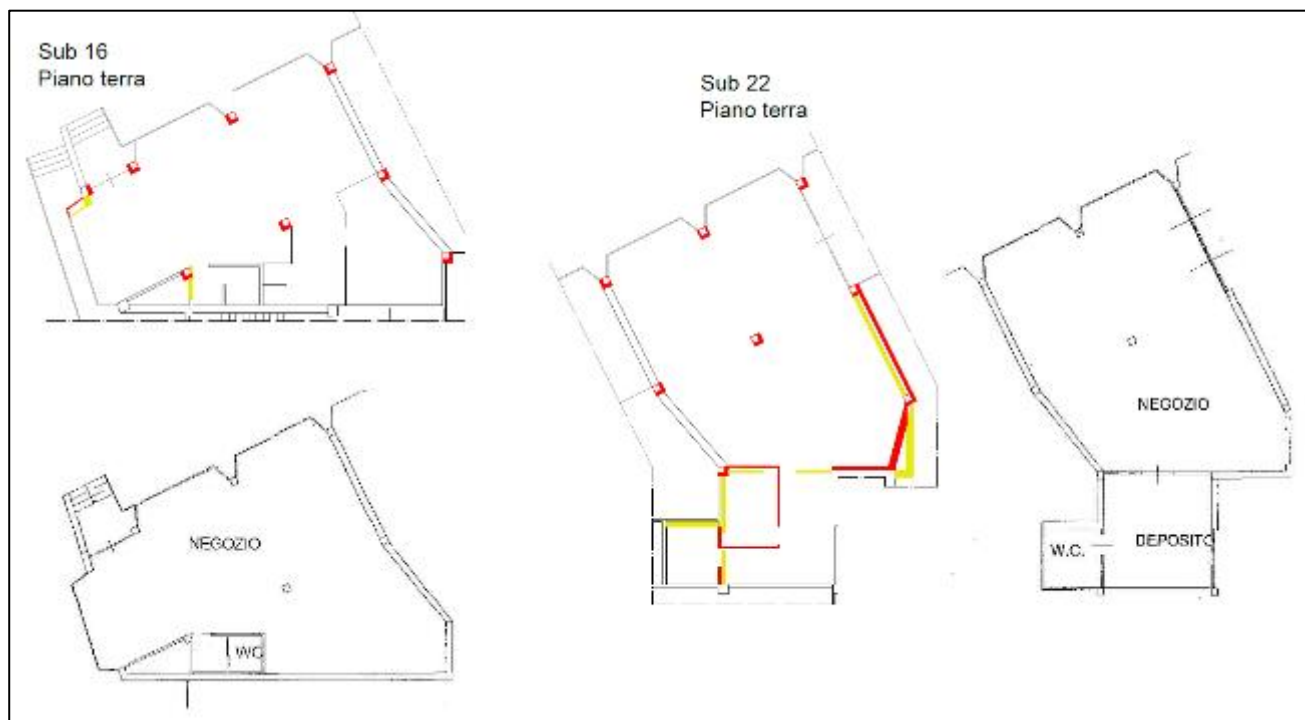 Sub 16
Piano terra
Sub 22
Piano terra
NEGOZIO
WC
NEGOZIO
W.C.
DEPOSITO